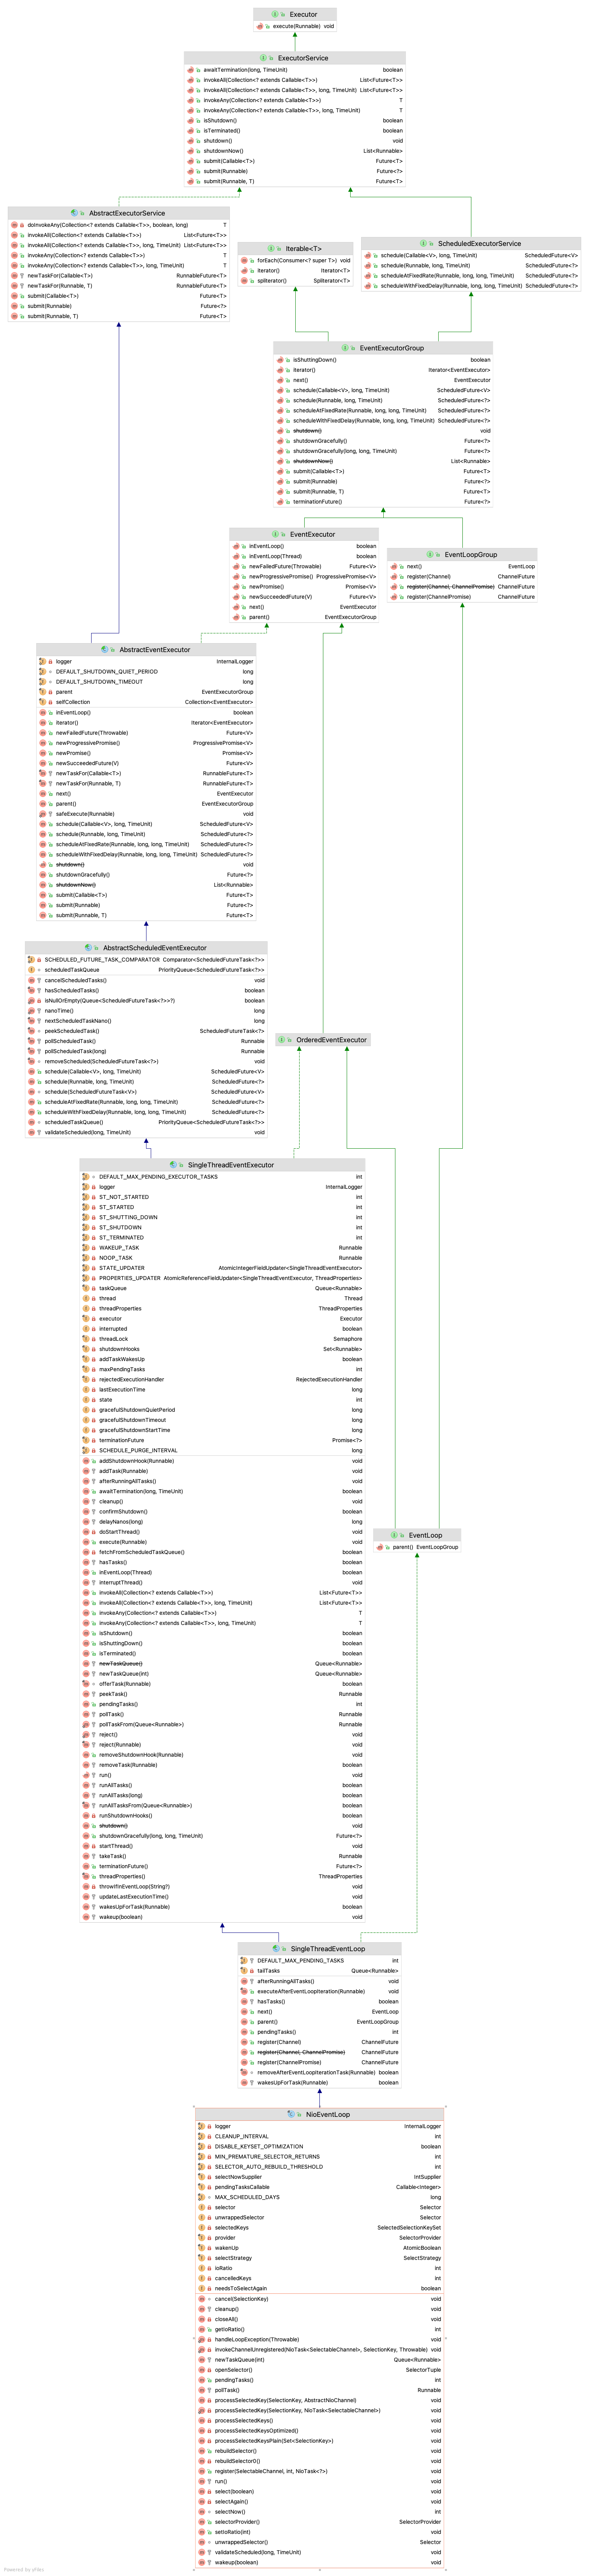 Executor
execute(Runnable) void
ExecutorService
awaitTermination(long, TimeUnit) boolean
invokeAll(Collection<? extends Callable<T>>) List<Future<T>>
invokeAll(Collection<? extends Callable<T>>, long, TimeUnit) List<Future<T>>
invokeAny(Collection<? extends Callable<T>>) T
invokeAny(Collection<? extends Callable<T>>, long, TimeUnit) T
isShutdown() boolean
isTerminated() boolean
shutdown() void
shutdownNow() List<Runnable>
submit(Callable<T>) Future<T>
submit(Runnable) Future<?>
submit(Runnable, T) Future<T>
AbstractExecutorService
doInvokeAny(Collection<? extends Callable<T>>, boolean, long) T
invokeAll(Collection<? extends Callable<T>>) List<Future<T>>
invokeAll(Collection<? extends Callable<T>>, long, TimeUnit) List<Future<T>>
invokeAny(Collection<? extends Callable<T>>) T
invokeAny(Collection<? extends Callable<T>>, long, TimeUnit) T
newTaskFor(Callable<T>) RunnableFuture<T>
newTaskFor(Runnable, T) RunnableFuture<T>
submit(Callable<T>) Future<T>
submit(Runnable) Future<?>
submit(Runnable, T) Future<T>
Iterable<T>
forEach(Consumer<? super T>) void
iterator() Iterator<T>
spliterator() Spliterator<T>
ScheduledExecutorService
schedule(Callable<V>, long, TimeUnit) ScheduledFuture<V>
schedule(Runnable, long, TimeUnit) ScheduledFuture<?>
scheduleAtFixedRate(Runnable, long, long, TimeUnit) ScheduledFuture<?>
scheduleWithFixedDelay(Runnable, long, long, TimeUnit) ScheduledFuture<?>
EventExecutorGroup
isShuttingDown() boolean
iterator() Iterator<EventExecutor>
next() EventExecutor
schedule(Callable<V>, long, TimeUnit) ScheduledFuture<V>
schedule(Runnable, long, TimeUnit) ScheduledFuture<?>
scheduleAtFixedRate(Runnable, long, long, TimeUnit) ScheduledFuture<?>
scheduleWithFixedDelay(Runnable, long, long, TimeUnit) ScheduledFuture<?>
shutdown() void
shutdownGracefully() Future<?>
shutdownGracefully(long, long, TimeUnit) Future<?>
shutdownNow() List<Runnable>
submit(Callable<T>) Future<T>
submit(Runnable) Future<?>
submit(Runnable, T) Future<T>
terminationFuture() Future<?>
EventExecutor
inEventLoop() boolean
inEventLoop(Thread) boolean
newFailedFuture(Throwable) Future<V>
newProgressivePromise() ProgressivePromise<V>
newPromise() Promise<V>
newSucceededFuture(V) Future<V>
next() EventExecutor
parent() EventExecutorGroup
EventLoopGroup
next() EventLoop
register(Channel) ChannelFuture
register(Channel, ChannelPromise) ChannelFuture
register(ChannelPromise) ChannelFuture
AbstractEventExecutor
logger InternalLogger
DEFAULT_SHUTDOWN_QUIET_PERIOD long
DEFAULT_SHUTDOWN_TIMEOUT long
parent EventExecutorGroup
selfCollection Collection<EventExecutor>
inEventLoop() boolean
iterator() Iterator<EventExecutor>
newFailedFuture(Throwable) Future<V>
newProgressivePromise() ProgressivePromise<V>
newPromise() Promise<V>
newSucceededFuture(V) Future<V>
newTaskFor(Callable<T>) RunnableFuture<T>
newTaskFor(Runnable, T) RunnableFuture<T>
next() EventExecutor
parent() EventExecutorGroup
safeExecute(Runnable) void
schedule(Callable<V>, long, TimeUnit) ScheduledFuture<V>
schedule(Runnable, long, TimeUnit) ScheduledFuture<?>
scheduleAtFixedRate(Runnable, long, long, TimeUnit) ScheduledFuture<?>
scheduleWithFixedDelay(Runnable, long, long, TimeUnit) ScheduledFuture<?>
shutdown() void
shutdownGracefully() Future<?>
shutdownNow() List<Runnable>
submit(Callable<T>) Future<T>
submit(Runnable) Future<?>
submit(Runnable, T) Future<T>
AbstractScheduledEventExecutor
SCHEDULED_FUTURE_TASK_COMPARATOR Comparator<ScheduledFutureTask<?>>
scheduledTaskQueue PriorityQueue<ScheduledFutureTask<?>>
cancelScheduledTasks() void
hasScheduledTasks() boolean
isNullOrEmpty(Queue<ScheduledFutureTask<?>>?) boolean
nanoTime() long
nextScheduledTaskNano() long
peekScheduledTask() ScheduledFutureTask<?>
pollScheduledTask() Runnable
pollScheduledTask(long) Runnable
removeScheduled(ScheduledFutureTask<?>) void
schedule(Callable<V>, long, TimeUnit) ScheduledFuture<V>
schedule(Runnable, long, TimeUnit) ScheduledFuture<?>
schedule(ScheduledFutureTask<V>) ScheduledFuture<V>
scheduleAtFixedRate(Runnable, long, long, TimeUnit) ScheduledFuture<?>
scheduleWithFixedDelay(Runnable, long, long, TimeUnit) ScheduledFuture<?>
scheduledTaskQueue() PriorityQueue<ScheduledFutureTask<?>>
validateScheduled(long, TimeUnit) void
OrderedEventExecutor
SingleThreadEventExecutor
DEFAULT_MAX_PENDING_EXECUTOR_TASKS int
logger InternalLogger
ST_NOT_STARTED int
ST_STARTED int
ST_SHUTTING_DOWN int
ST_SHUTDOWN int
ST_TERMINATED int
WAKEUP_TASK Runnable
NOOP_TASK Runnable
STATE_UPDATER AtomicIntegerFieldUpdater<SingleThreadEventExecutor>
PROPERTIES_UPDATER AtomicReferenceFieldUpdater<SingleThreadEventExecutor, ThreadProperties>
taskQueue Queue<Runnable>
thread Thread
threadProperties ThreadProperties
executor Executor
interrupted boolean
threadLock Semaphore
shutdownHooks Set<Runnable>
addTaskWakesUp boolean
maxPendingTasks int
rejectedExecutionHandler RejectedExecutionHandler
lastExecutionTime long
state int
gracefulShutdownQuietPeriod long
gracefulShutdownTimeout long
gracefulShutdownStartTime long
terminationFuture Promise<?>
SCHEDULE_PURGE_INTERVAL long
addShutdownHook(Runnable) void
addTask(Runnable) void
afterRunningAllTasks() void
awaitTermination(long, TimeUnit) boolean
cleanup() void
confirmShutdown() boolean
delayNanos(long) long
doStartThread() void
execute(Runnable) void
fetchFromScheduledTaskQueue() boolean
hasTasks() boolean
inEventLoop(Thread) boolean
interruptThread() void
invokeAll(Collection<? extends Callable<T>>) List<Future<T>>
invokeAll(Collection<? extends Callable<T>>, long, TimeUnit) List<Future<T>>
invokeAny(Collection<? extends Callable<T>>) T
invokeAny(Collection<? extends Callable<T>>, long, TimeUnit) T
isShutdown() boolean
isShuttingDown() boolean
isTerminated() boolean
newTaskQueue() Queue<Runnable>
newTaskQueue(int) Queue<Runnable>
offerTask(Runnable) boolean
peekTask() Runnable
pendingTasks() int
pollTask() Runnable
pollTaskFrom(Queue<Runnable>) Runnable
reject() void
reject(Runnable) void
removeShutdownHook(Runnable) void
removeTask(Runnable) boolean
run() void
runAllTasks() boolean
runAllTasks(long) boolean
runAllTasksFrom(Queue<Runnable>) boolean
runShutdownHooks() boolean
shutdown() void
shutdownGracefully(long, long, TimeUnit) Future<?>
startThread() void
takeTask() Runnable
terminationFuture() Future<?>
threadProperties() ThreadProperties
throwIfInEventLoop(String?) void
updateLastExecutionTime() void
wakesUpForTask(Runnable) boolean
wakeup(boolean) void
EventLoop
parent() EventLoopGroup
SingleThreadEventLoop
DEFAULT_MAX_PENDING_TASKS int
tailTasks Queue<Runnable>
afterRunningAllTasks() void
executeAfterEventLoopIteration(Runnable) void
hasTasks() boolean
next() EventLoop
parent() EventLoopGroup
pendingTasks() int
register(Channel) ChannelFuture
register(Channel, ChannelPromise) ChannelFuture
register(ChannelPromise) ChannelFuture
removeAfterEventLoopIterationTask(Runnable) boolean
wakesUpForTask(Runnable) boolean
NioEventLoop
logger InternalLogger
CLEANUP_INTERVAL int
DISABLE_KEYSET_OPTIMIZATION boolean
MIN_PREMATURE_SELECTOR_RETURNS int
SELECTOR_AUTO_REBUILD_THRESHOLD int
selectNowSupplier IntSupplier
pendingTasksCallable Callable<Integer>
MAX_SCHEDULED_DAYS long
selector Selector
unwrappedSelector Selector
selectedKeys SelectedSelectionKeySet
provider SelectorProvider
wakenUp AtomicBoolean
selectStrategy SelectStrategy
ioRatio int
cancelledKeys int
needsToSelectAgain boolean
cancel(SelectionKey) void
cleanup() void
closeAll() void
getIoRatio() int
handleLoopException(Throwable) void
invokeChannelUnregistered(NioTask<SelectableChannel>, SelectionKey, Throwable) void
newTaskQueue(int) Queue<Runnable>
openSelector() SelectorTuple
pendingTasks() int
pollTask() Runnable
processSelectedKey(SelectionKey, AbstractNioChannel) void
processSelectedKey(SelectionKey, NioTask<SelectableChannel>) void
processSelectedKeys() void
processSelectedKeysOptimized() void
processSelectedKeysPlain(Set<SelectionKey>) void
rebuildSelector() void
rebuildSelector0() void
register(SelectableChannel, int, NioTask<?>) void
run() void
select(boolean) void
selectAgain() void
selectNow() int
selectorProvider() SelectorProvider
setIoRatio(int) void
unwrappedSelector() Selector
validateScheduled(long, TimeUnit) void
wakeup(boolean) void
Powered by yFiles